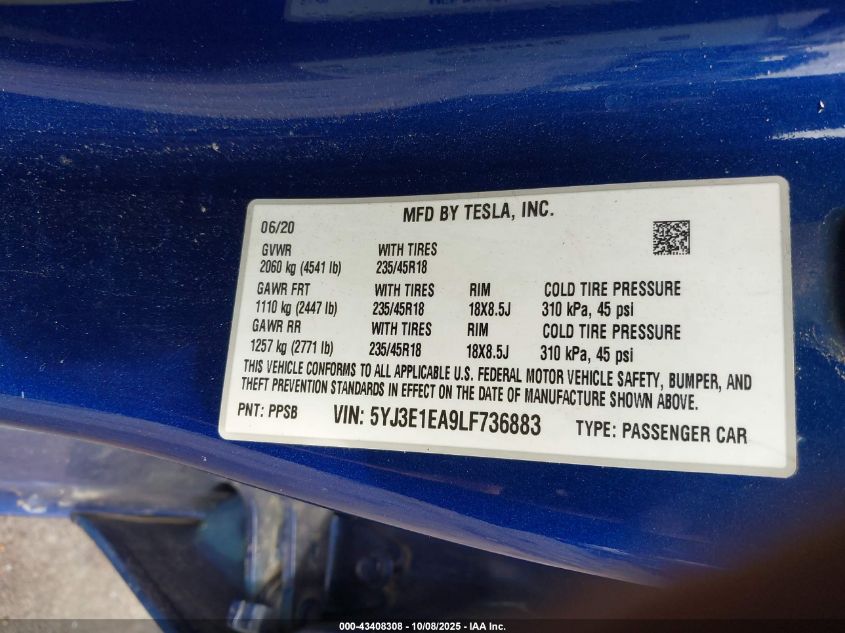 MFD BY TESLA, INC.
06/20
GVWR WITH TIRES
2060 kg (4541 lb) 235/45R18
GAWR FRT WITH TIRES RIM COLD TIRE PRESSURE
1110 kg (2447 lb) 235/45R18 18X8.5J 310 kPa, 45 psi
GAWR RR WITH TIRES RIM COLD TIRE PRESSURE
1257 kg (2771 lb) 235/45R18 18X8.5J 310 kPa, 45 psi
THIS VEHICLE CONFORMS TO ALL APPLICABLE U.S. FEDERAL MOTOR VEHICLE SAFETY, BUMPER, AND
THEFT PREVENTION STANDARDS IN EFFECT ON THE DATE OF MANUFACTURE SHOWN ABOVE.
PNT: PPSB VIN: 5YJ3E1EA9LF736883 TYPE: PASSENGER CAR
000-43408308 - 10/08/2025 - IAA Inc.